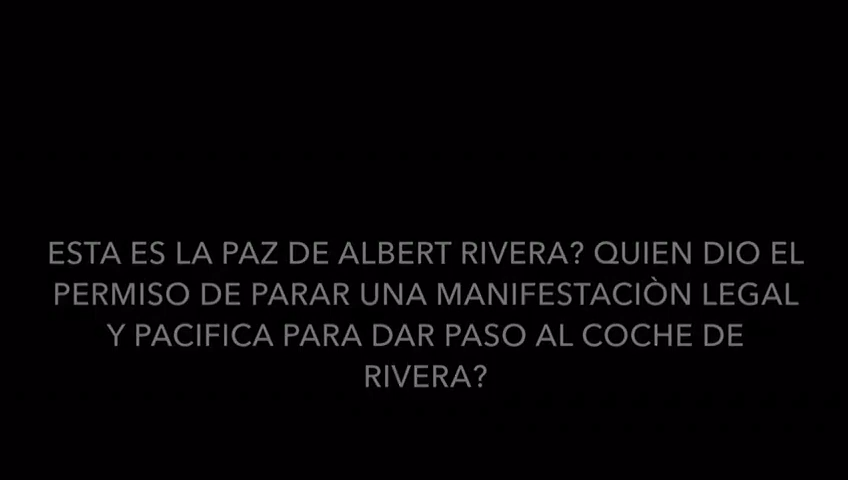 ESTA ES LA PAZ DE ALBERT RIVERA? QUIEN DIO EL
PERMISO DE PARAR UNA MANIFESTACIÒN LEGAL
Y PACIFICA PARA DAR PASO AL COCHE DE
RIVERA?